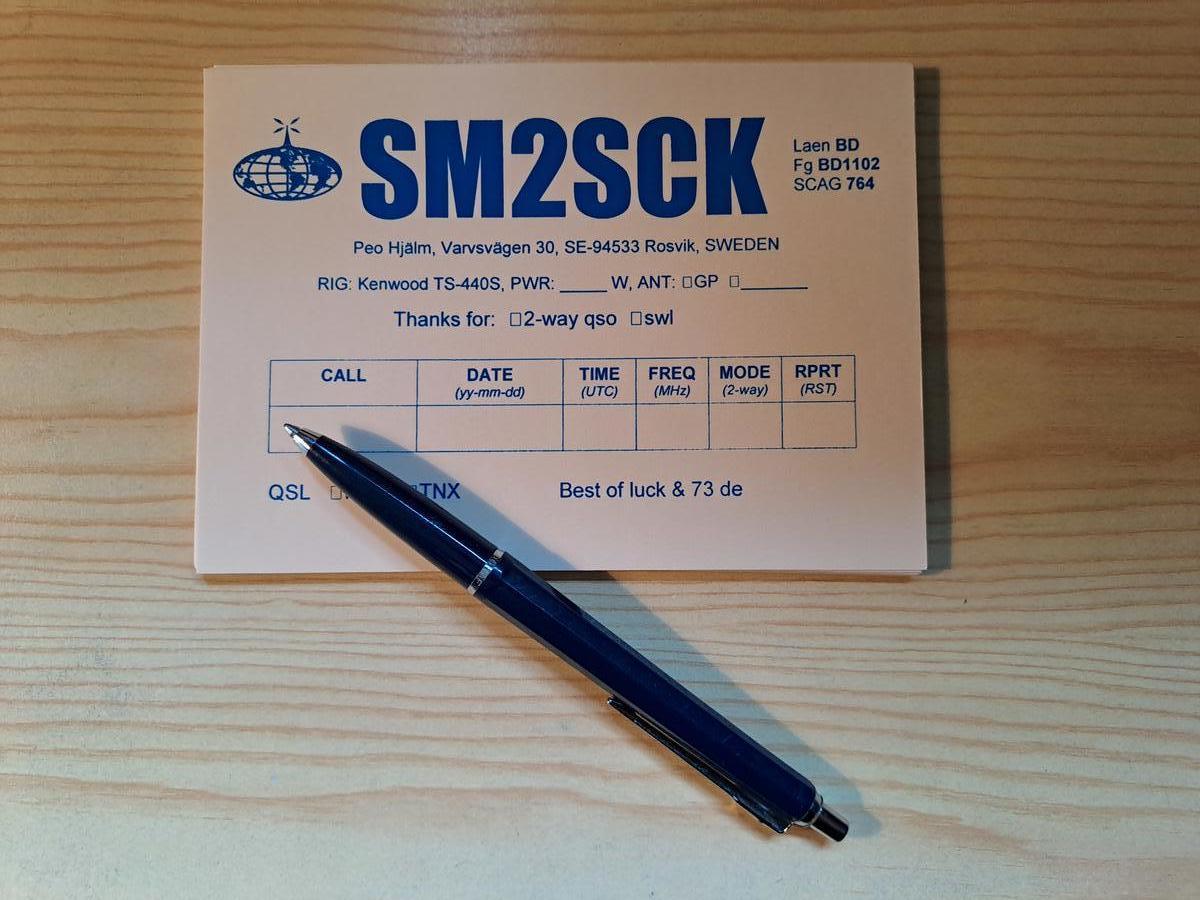 SM2SCK
Laen BD
Fg BD1102
SCAG 764
Peo Hjälm, Varvsvägen 30, SE-94533 Rosvik, SWEDEN
RIG: Kenwood TS-440S, PWR: _____ W, ANT: □GP □_______
Thanks for: □2-way qso □swl
CALL DATE TIME FREQ MODE RPRT
(yy-mm-dd) (UTC) (MHz) (2-way) (RST)
QSL □ □TNX Best of luck & 73 de